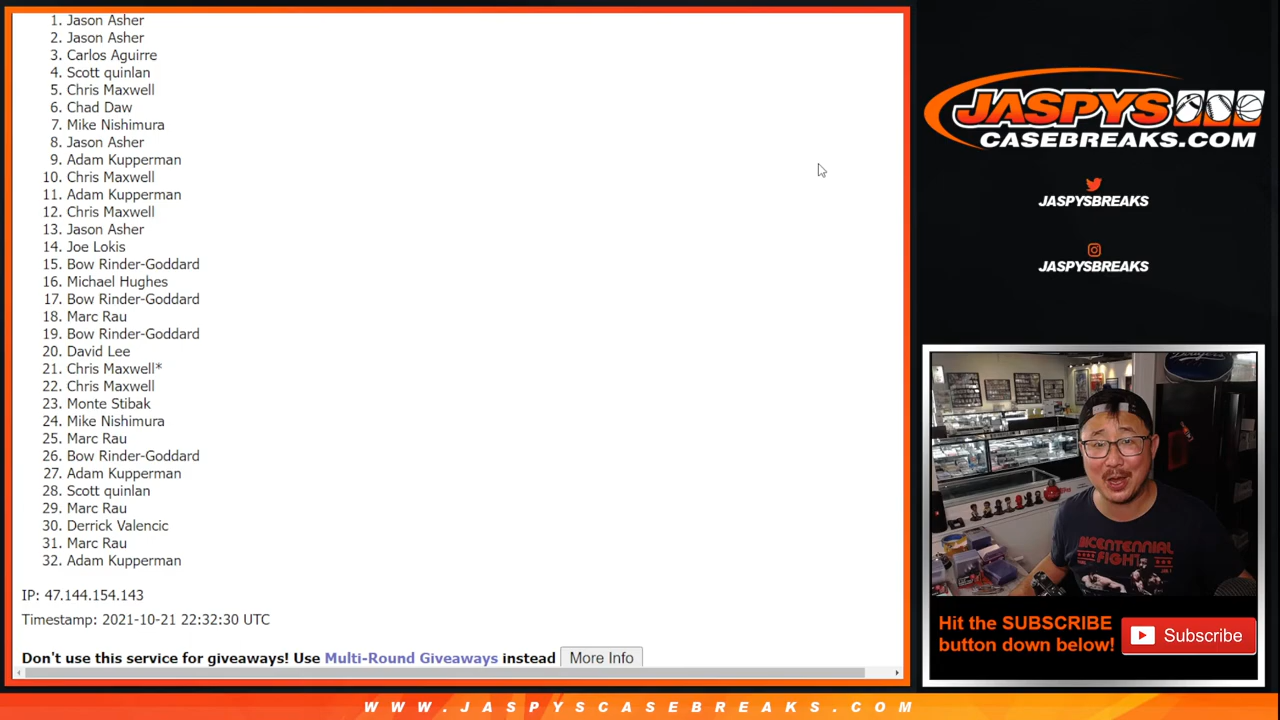 1. Jason Asher
2. Jason Asher
3. Carlos Aguirre
4. Scott quinlan
5. Chris Maxwell
6. Chad Daw
7. Mike Nishimura
8. Jason Asher
9. Adam Kupperman
10. Chris Maxwell
11. Adam Kupperman
12. Chris Maxwell
13. Jason Asher
14. Joe Lokis
15. Bow Rinder-Goddard
16. Michael Hughes
17. Bow Rinder-Goddard
18. Marc Rau
19. Bow Rinder-Goddard
20. David Lee
21. Chris Maxwell*
22. Chris Maxwell
23. Monte Stibak
24. Mike Nishimura
25. Marc Rau
26. Bow Rinder-Goddard
27. Adam Kupperman
28. Scott quinlan
29. Marc Rau
30. Derrick Valencic
31. Marc Rau
32. Adam Kupperman
IP: 47.144.154.143
Timestamp: 2021-10-21 22:32:30 UTC
Don't use this service for giveaways! Use Multi-Round Giveaways instead More Info
JASPYS
CASEBREAKS.COM
JASPYSBREAKS
JASPYSBREAKS
Dodgers
BICENTENNIAL
FIGHT
Hit the SUBSCRIBE
button down below!
Subscribe
WWW.JASPYSCASEBREAKS.COM